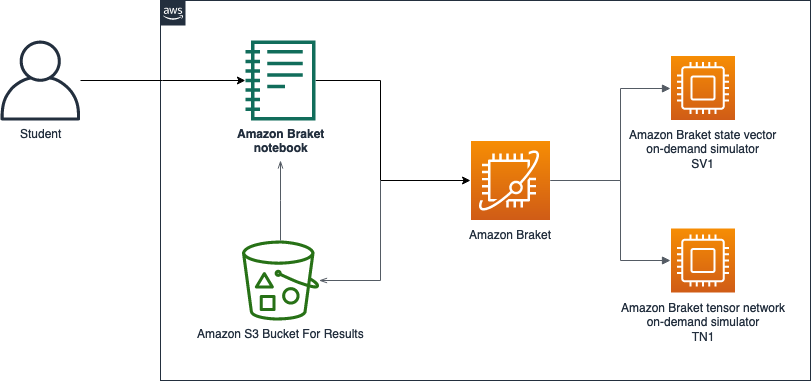 aws
Student
Amazon Braket
notebook
Amazon S3 Bucket For Results
Amazon Braket
Amazon Braket state vector
on-demand simulator
SV1
Amazon Braket tensor network
on-demand simulator
TN1